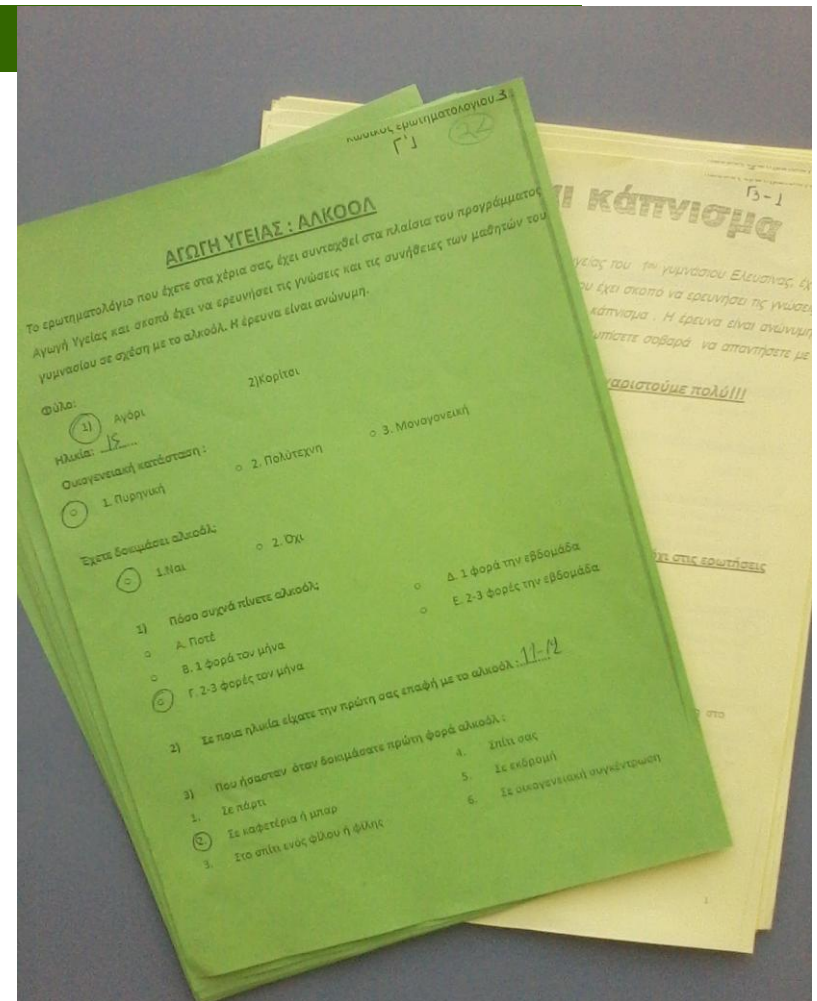 Κωδικός ερωτηματολογίου 3
Γ'1
22
ΑΓΩΓΗ ΥΓΕΙΑΣ : ΑΛΚΟΟΛ
Το ερωτηματολόγιο που έχετε στα χέρια σας, έχει συνταχθεί στα πλαίσια του προγράμματος
Αγωγή Υγείας και σκοπό έχει να ερευνήσει τις γνώσεις και τις συνήθειες των μαθητών του
γυμνασίου σε σχέση με το αλκοόλ. Η έρευνα είναι ανώνυμη.
Φύλο:
1) Αγόρι 2)Κορίτσι
Ηλικία: 15
Οικογενειακή κατάσταση :
1. Πυρηνική 2. Πολύτεχνη 3. Μονογονεική
Έχετε δοκιμάσει αλκοόλ;
1.Ναι 2. Όχι
1) Πόσο συχνά πίνετε αλκοόλ;
Α. Ποτέ Δ. 1 φορά την εβδομάδα
Β. 1 φορά τον μήνα Ε. 2-3 φορές την εβδομάδα
Γ. 2-3 φορές τον μήνα
2) Σε ποια ηλικία είχατε την πρώτη σας επαφή με το αλκοόλ : 11-12
3) Που ήσασταν όταν δοκιμάσατε πρώτη φορά αλκοόλ ;
1. Σε πάρτι 4. Σπίτι σας
2. Σε καφετέρια ή μπαρ 5. Σε εκδρομή
3. Στο σπίτι ενός φίλου ή φίλης 6. Σε οικογενειακή συγκέντρωση
Γ3-1
κάπνισμα
του γυμνασίου Ελευσίνας, έχ
ου έχει σκοπό να ερευνήσει τις γνώσει
κάπνισμα . Η έρευνα είναι ανώνυμη
σοβαρά να απαντήσετε με
χαριστούμε πολύ!!!
στις ερωτήσεις
στο
1